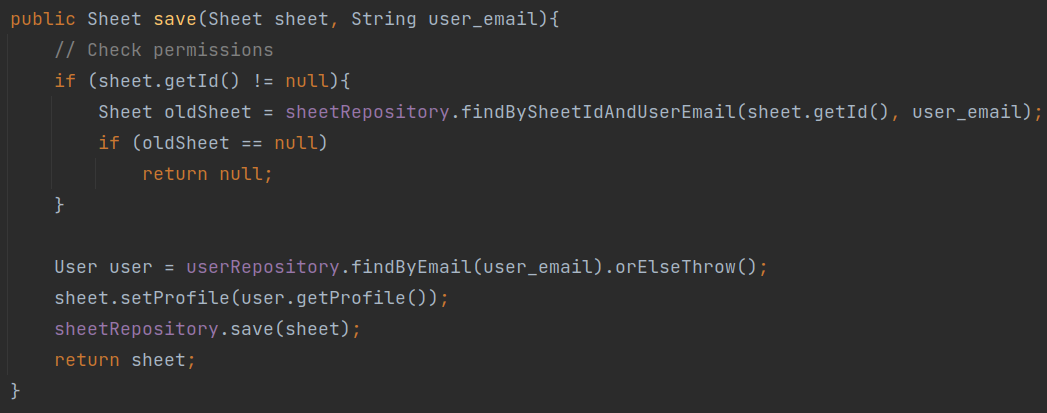 public Sheet save(Sheet sheet, String user_email){
    // Check permissions
    if (sheet.getId() != null){
        Sheet oldSheet = sheetRepository.findBySheetIdAndUserEmail(sheet.getId(), user_email);
        if (oldSheet == null)
            return null;
    }

    User user = userRepository.findByEmail(user_email).orElseThrow();
    sheet.setProfile(user.getProfile());
    sheetRepository.save(sheet);
    return sheet;
}